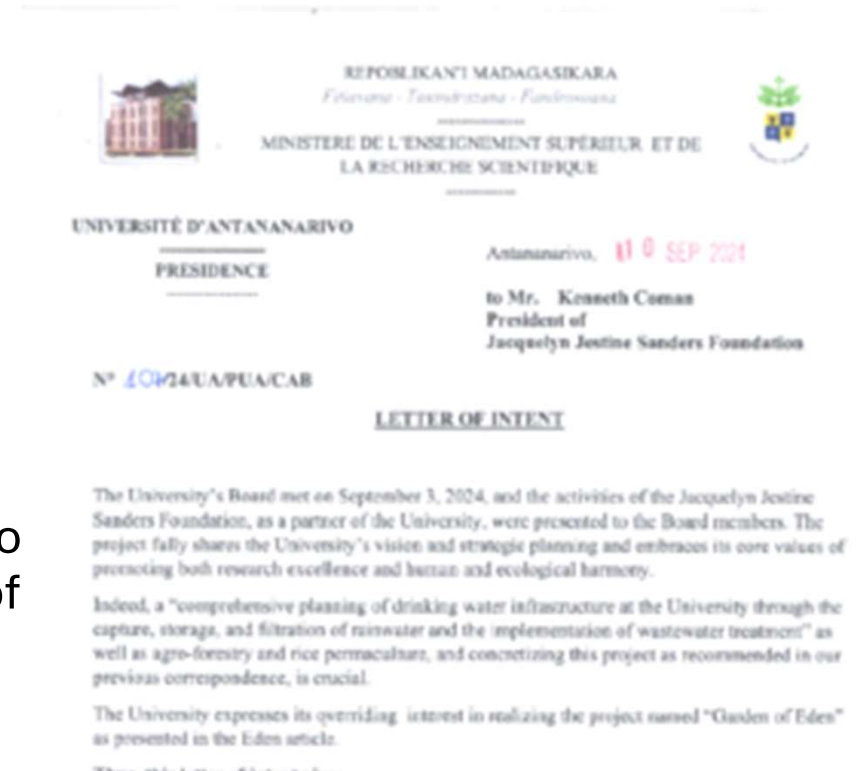 REPOBLIKAN'I MADAGASIKARA
Fitiavana - Tanindrazana - Fandrosoana
MINISTERE DE L'ENSEIGNEMENT SUPÉRIEUR ET DE
LA RECHERCHE SCIENTIFIQUE
UNIVERSITÉ D'ANTANANARIVO
PRESIDENCE
Antananarivo, 10 SEP 2024
to Mr. Kenneth Coman
President of
Jacquelyn Jestine Sanders Foundation
N° /24/UA/PUA/CAB
LETTER OF INTENT
o
of
The University's Board met on September 3, 2024, and the activities of the Jacquelyn Jestine
Sanders Foundation, as a partner of the University, were presented to the Board members. The
project fully shares the University's vision and strategic planning and embraces its core values of
promoting both research excellence and human and ecological harmony.
Indeed, a "comprehensive planning of drinking water infrastructure at the University through the
capture, storage, and filtration of rainwater and the implementation of wastewater treatment" as
well as agro-forestry and rice permaculture, and concretizing this project as recommended in our
previous correspondence, is crucial.
The University expresses its overriding interest in realizing the project named "Garden of Eden"
as presented in the Eden article.